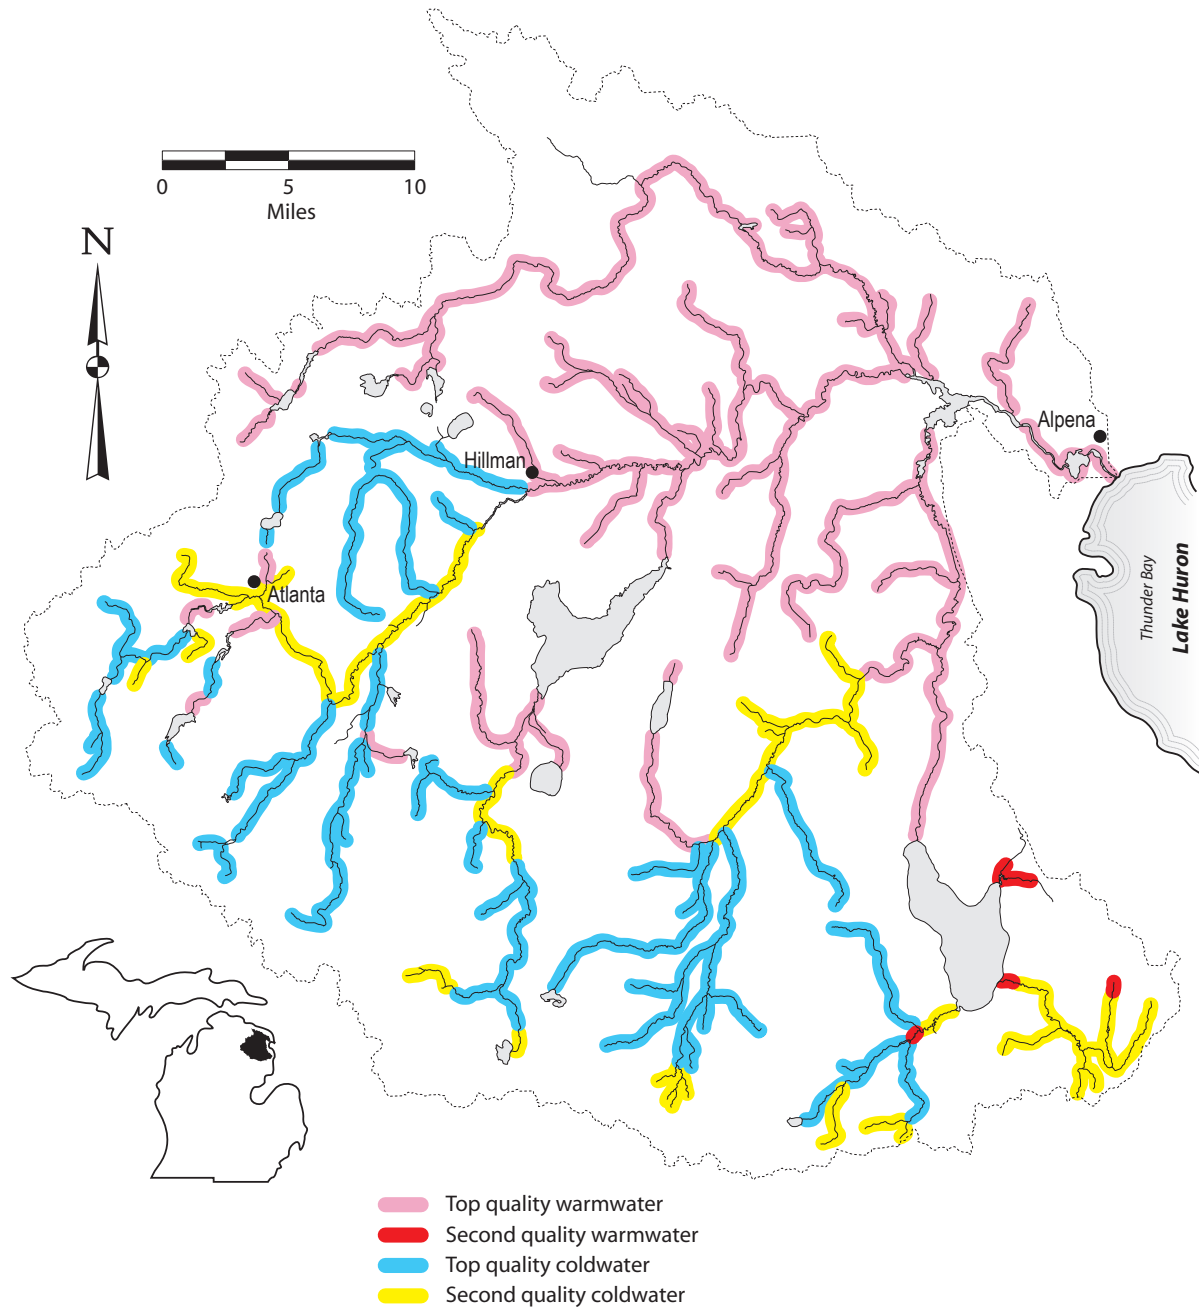 0 5 10
Miles
N
Alpena
Hillman
Atlanta
Thunder Bay
Lake Huron
Top quality warmwater
Second quality warmwater
Top quality coldwater
Second quality coldwater